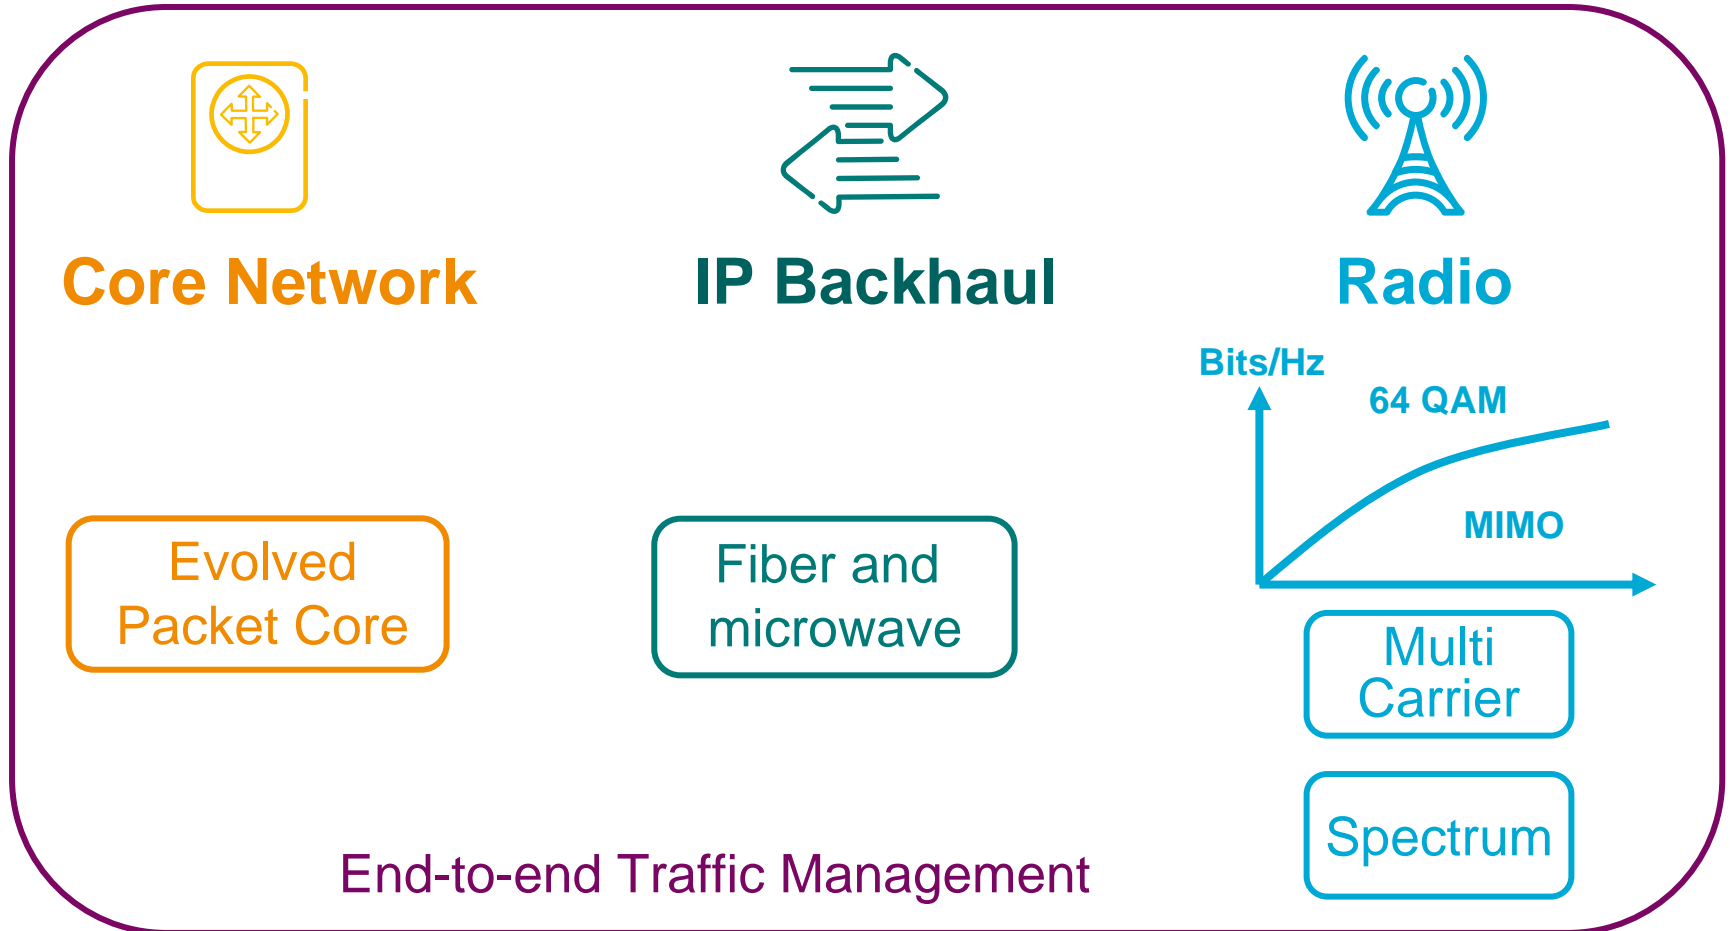 Core Network
IP Backhaul
Radio
Bits/Hz
64 QAM
MIMO
Evolved
Packet Core
Fiber and
microwave
Multi
Carrier
Spectrum
End-to-end Traffic Management